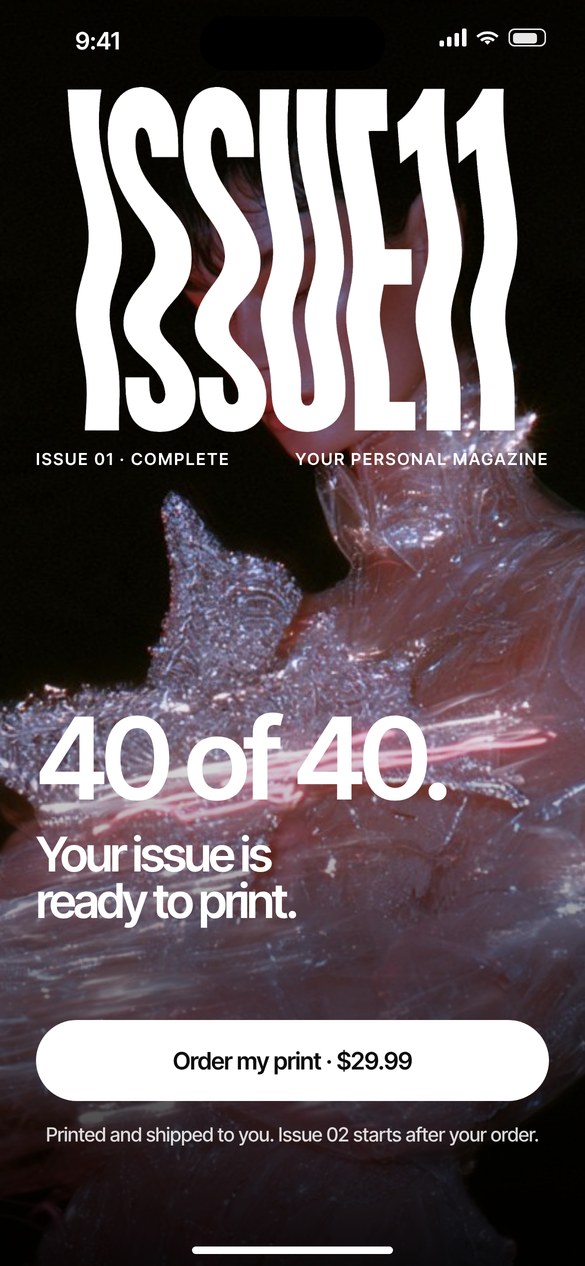 9:41
ISSUE11
ISSUE 01 · COMPLETE
YOUR PERSONAL MAGAZINE
40 of 40.
Your issue is
ready to print.
Order my print · $29.99
Printed and shipped to you. Issue 02 starts after your order.